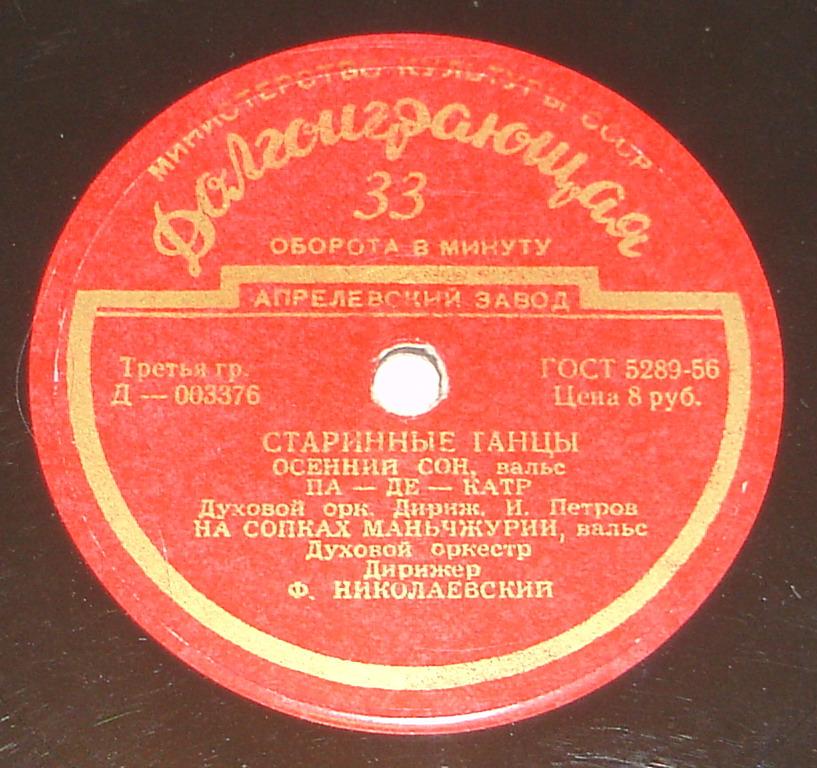 МИНИСТЕРСТВО КУЛЬТУРЫ СССР
Долгоиграющая
33
ОБОРОТА В МИНУТУ
АПРЕЛЕВСКИЙ ЗАВОД
Третья гр.
Д — 003376
ГОСТ 5289-56
Цена 8 руб.
СТАРИННЫЕ ТАНЦЫ
ОСЕННИЙ СОН, вальс
ПА — ДЕ — КАТР
Духовой орк. Дириж. И. Петров
НА СОПКАХ МАНЬЧЖУРИИ, вальс
Духовой оркестр
Дирижер
Ф. НИКОЛАЕВСКИЙ